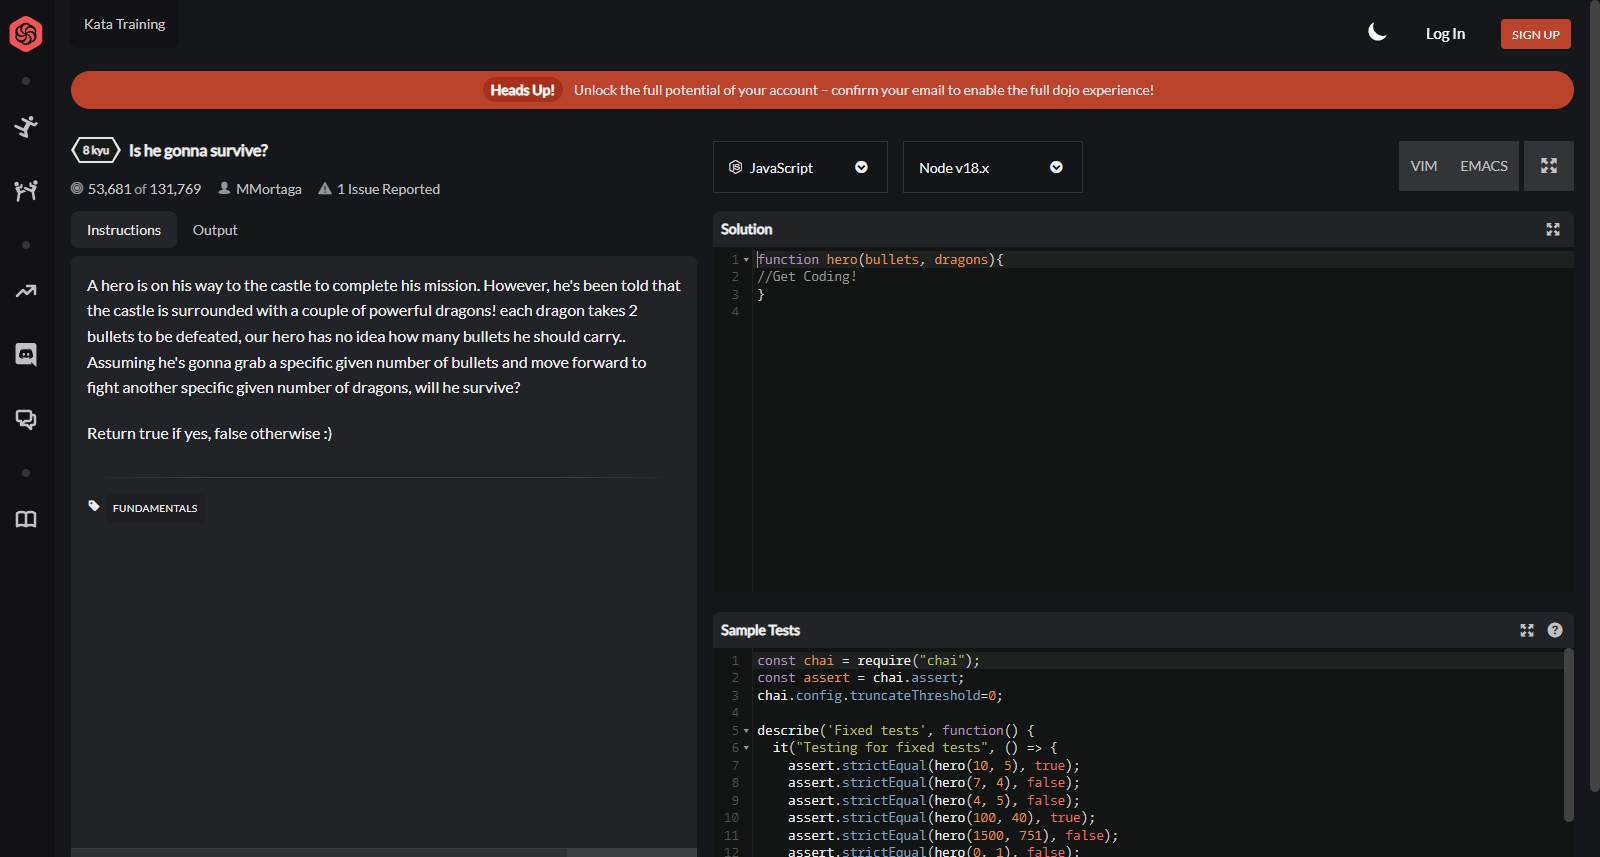 Kata Training
Log In
SIGN UP
Heads Up! Unlock the full potential of your account – confirm your email to enable the full dojo experience!
8 kyu Is he gonna survive?
53,681 of 131,769 MMortaga 1 Issue Reported
Instructions Output
A hero is on his way to the castle to complete his mission. However, he's been told that
the castle is surrounded with a couple of powerful dragons! each dragon takes 2
bullets to be defeated, our hero has no idea how many bullets he should carry..
Assuming he's gonna grab a specific given number of bullets and move forward to
fight another specific given number of dragons, will he survive?
Return true if yes, false otherwise :)
FUNDAMENTALS
JavaScript Node v18.x VIM EMACS
Solution
1 function hero(bullets, dragons){
2 //Get Coding!
3 }
4
Sample Tests
1 const chai = require("chai");
2 const assert = chai.assert;
3 chai.config.truncateThreshold=0;
4
5 describe('Fixed tests', function() {
6 it("Testing for fixed tests", () => {
7 assert.strictEqual(hero(10, 5), true);
8 assert.strictEqual(hero(7, 4), false);
9 assert.strictEqual(hero(4, 5), false);
10 assert.strictEqual(hero(100, 40), true);
11 assert.strictEqual(hero(1500, 751), false);
12 assert.strictEqual(hero(0, 1), false);